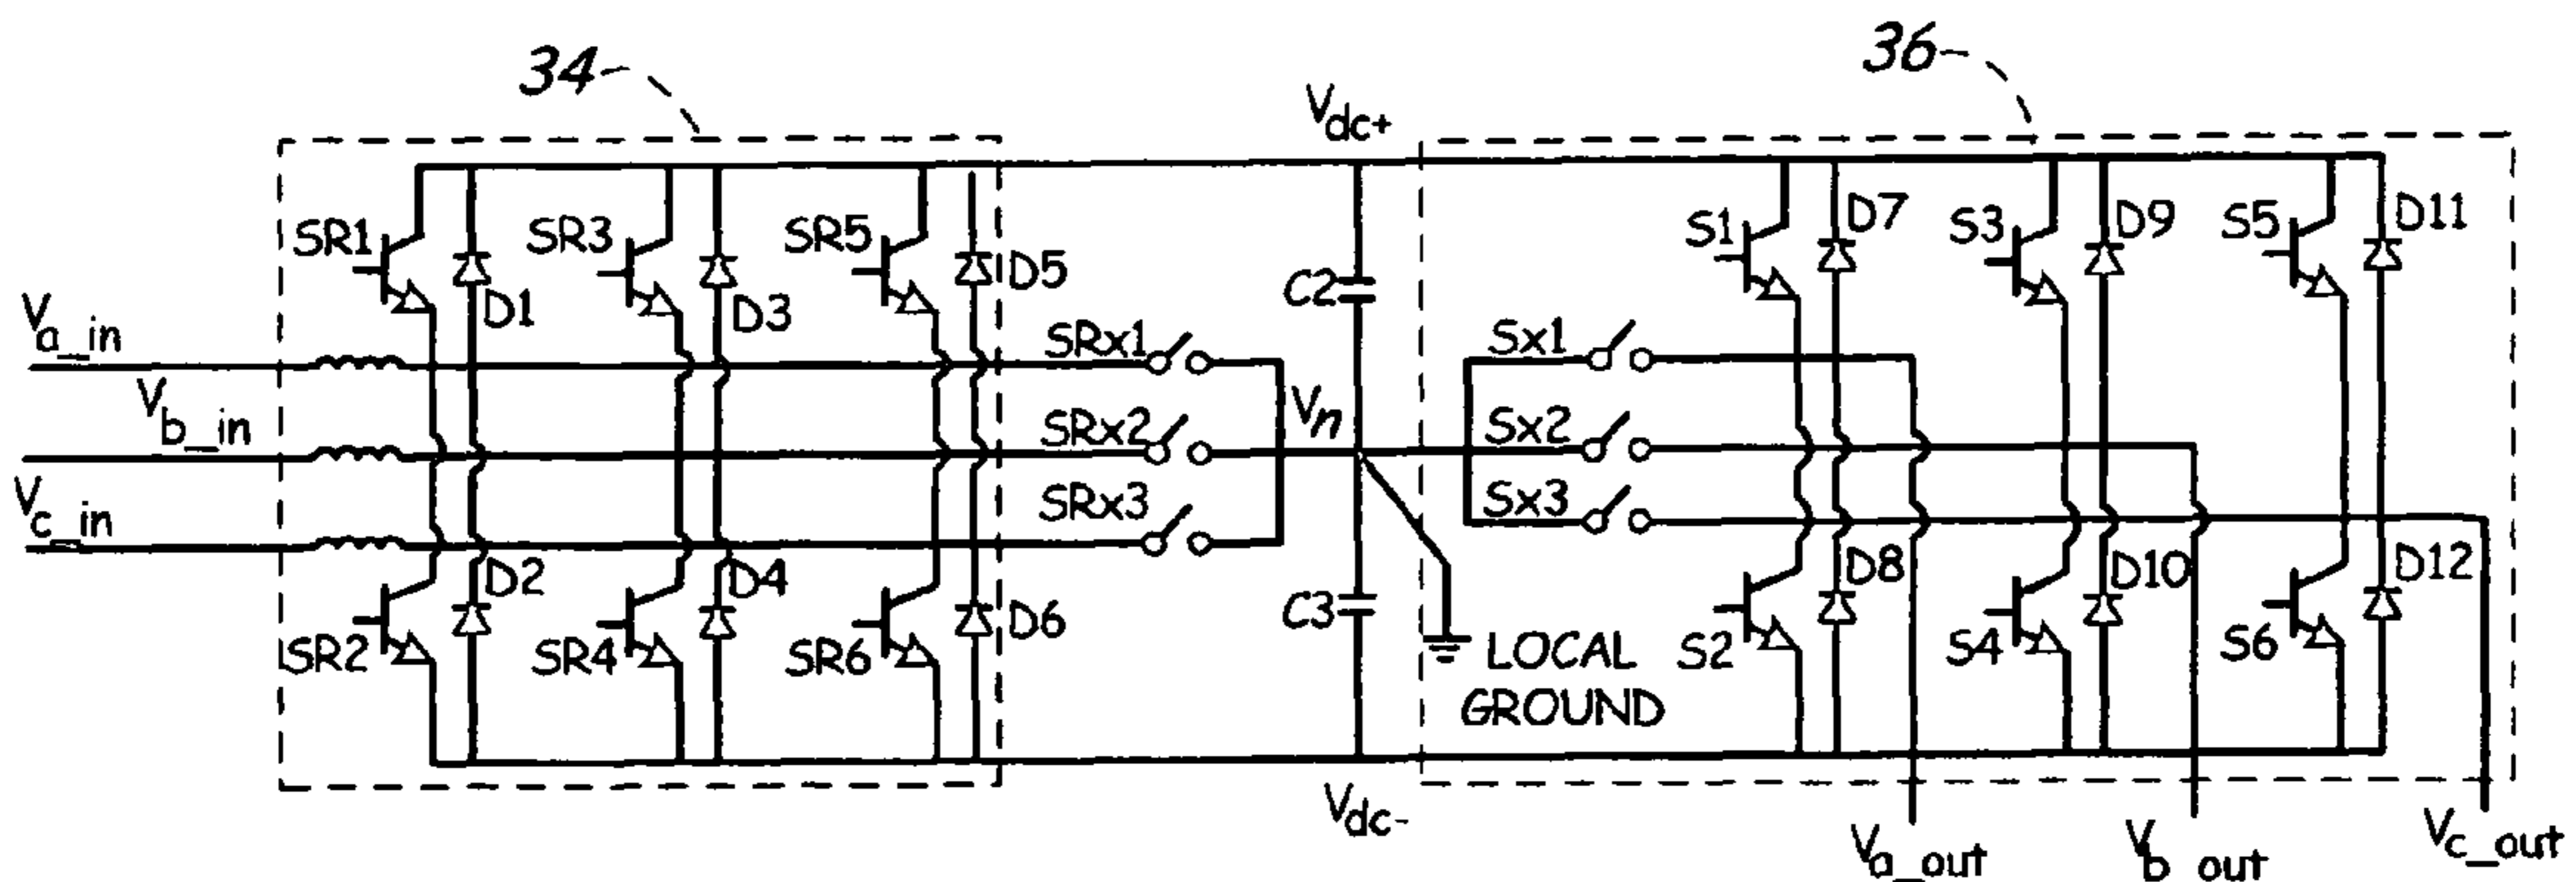 34
36
Vdc+
SR1
D1
SR3
D3
SR5
D5
S1
D7
S3
D9
S5
D11
C2
Va_in
Vb_in
Vc_in
SRx1
SRx2
SRx3
Vn
Sx1
Sx2
Sx3
D2
SR2
D4
SR4
D6
SR6
C3
LOCAL
GROUND
D8
S2
D10
S4
D12
S6
Vdc-
Va_out
Vb out
Vc_out